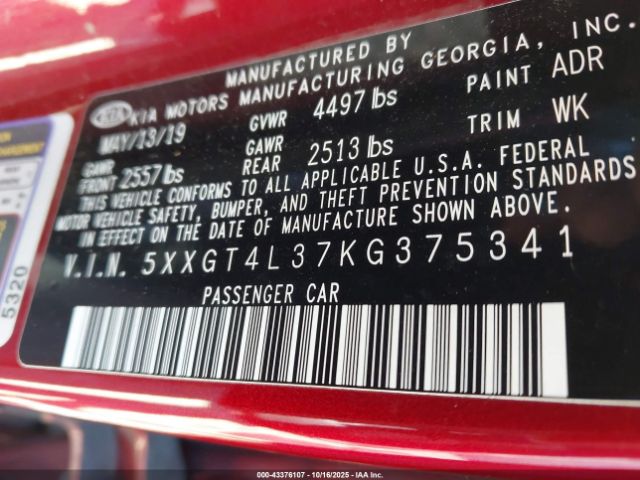 MANUFACTURED BY
KIA KIA MOTORS MANUFACTURING GEORGIA, INC.
MAY/13/19 GVWR 4497 lbs PAINT ADR
GAWR FRONT 2557 lbs GAWR REAR 2513 lbs TRIM WK
THIS VEHICLE CONFORMS TO ALL APPLICABLE U.S.A. FEDERAL
MOTOR VEHICLE SAFETY, BUMPER, AND THEFT PREVENTION STANDARDS
IN EFFECT ON THE DATE OF MANUFACTURE SHOWN ABOVE.
V.I.N. 5XXGT4L37KG375341
PASSENGER CAR
5320
000-43376107 | 10/16/2025 - IAA Inc.